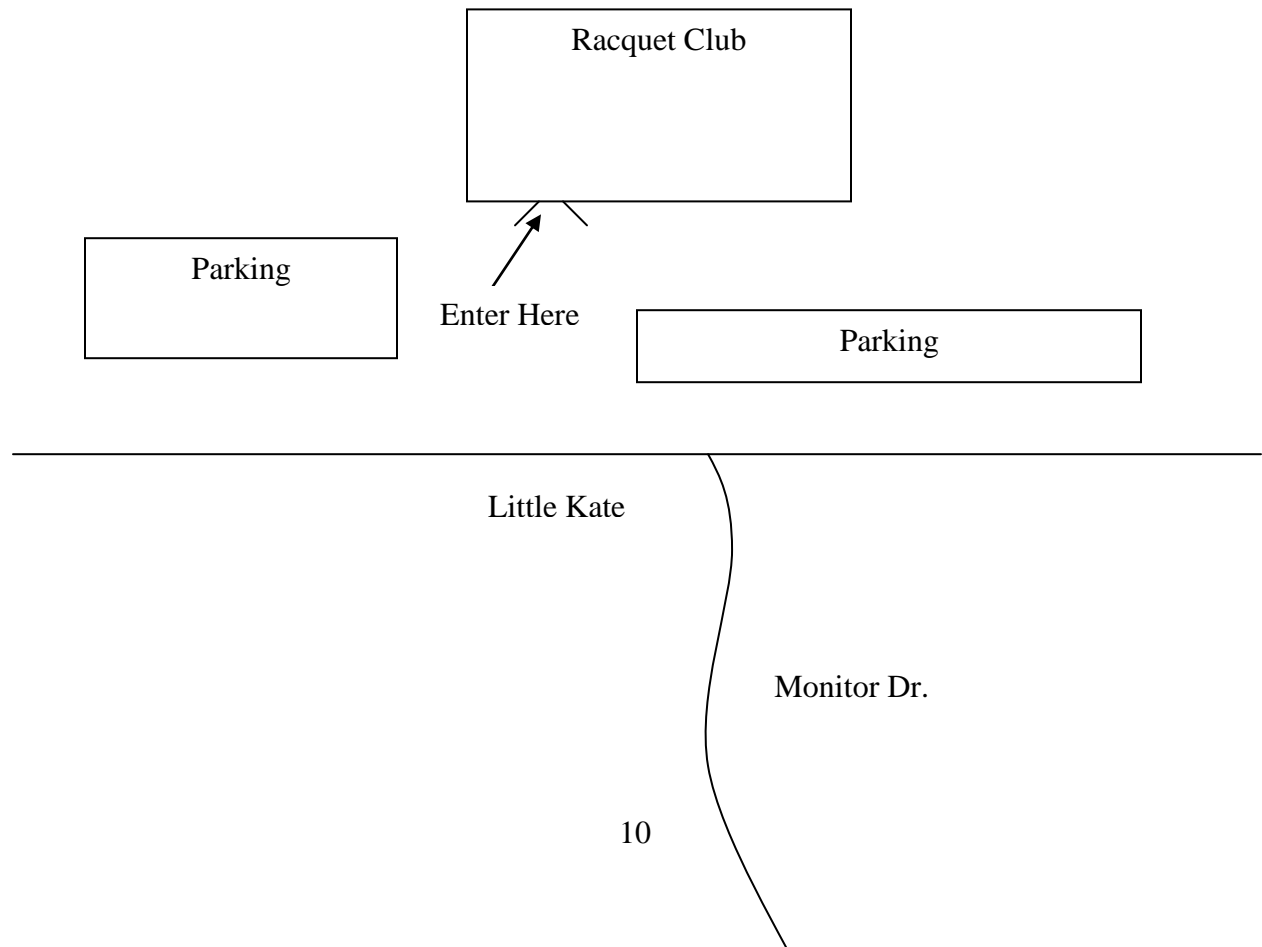 Racquet Club
Parking
Enter Here
Parking
Little Kate
Monitor Dr.
10